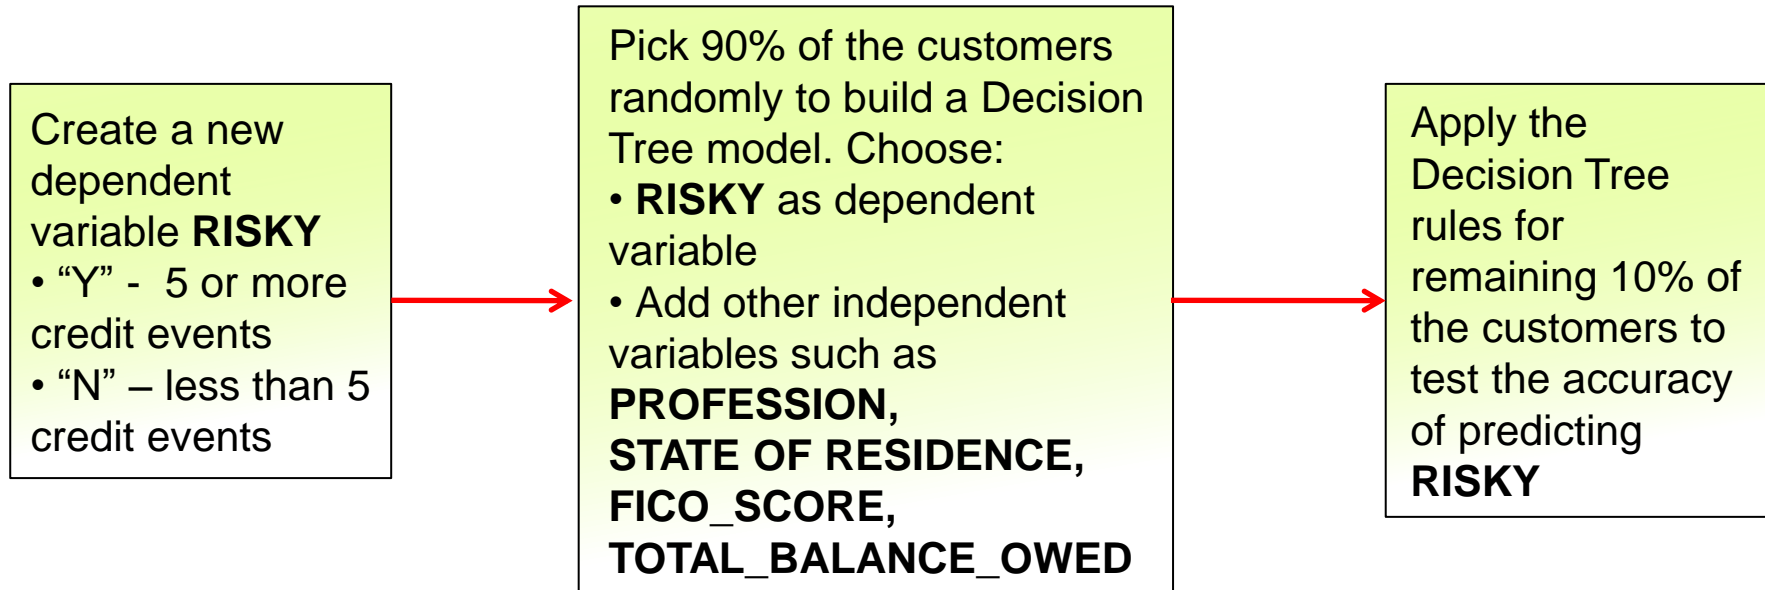 Create a new
dependent
variable RISKY
• “Y” - 5 or more
credit events
• “N” – less than 5
credit events
Pick 90% of the customers
randomly to build a Decision
Tree model. Choose:
• RISKY as dependent
variable
• Add other independent
variables such as
PROFESSION,
STATE OF RESIDENCE,
FICO_SCORE,
TOTAL_BALANCE_OWED
Apply the
Decision Tree
rules for
remaining 10% of
the customers to
test the accuracy
of predicting
RISKY